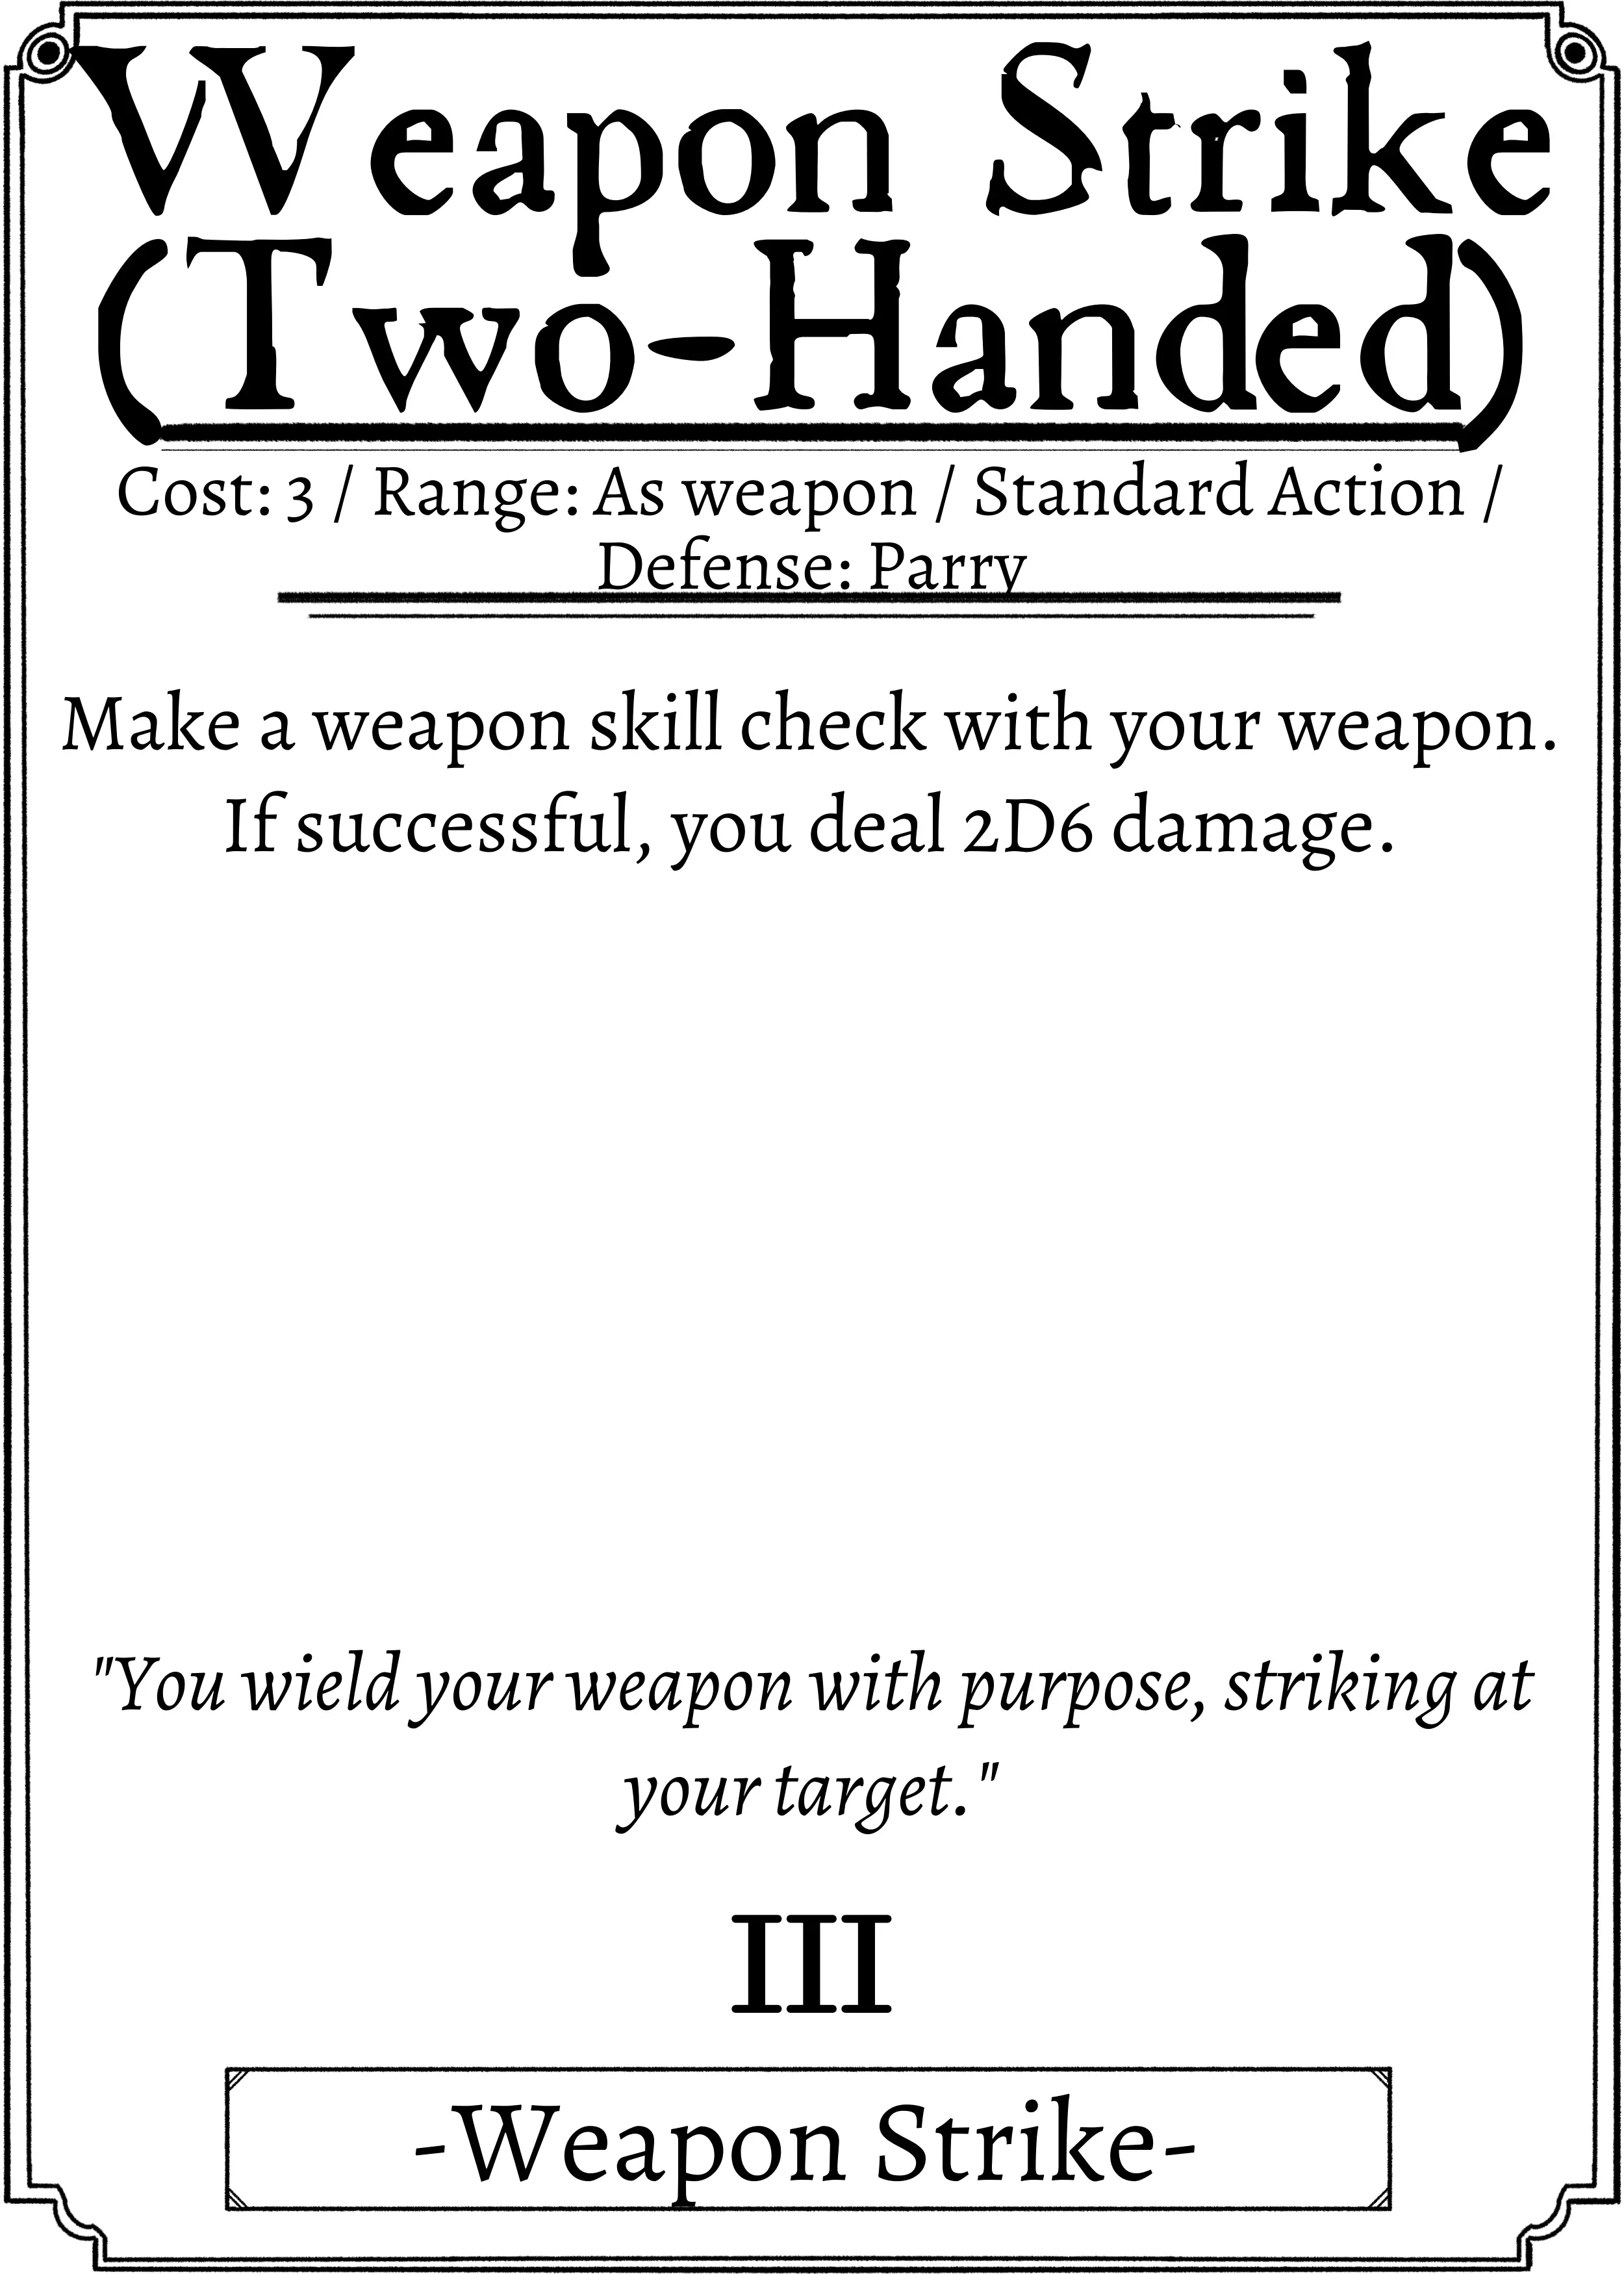 Weapon Strike
(Two-Handed)
Cost: 3 / Range: As weapon / Standard Action /
Defense: Parry
Make a weapon skill check with your weapon.
If successful, you deal 2D6 damage.
"You wield your weapon with purpose, striking at
your target."
III
-Weapon Strike-